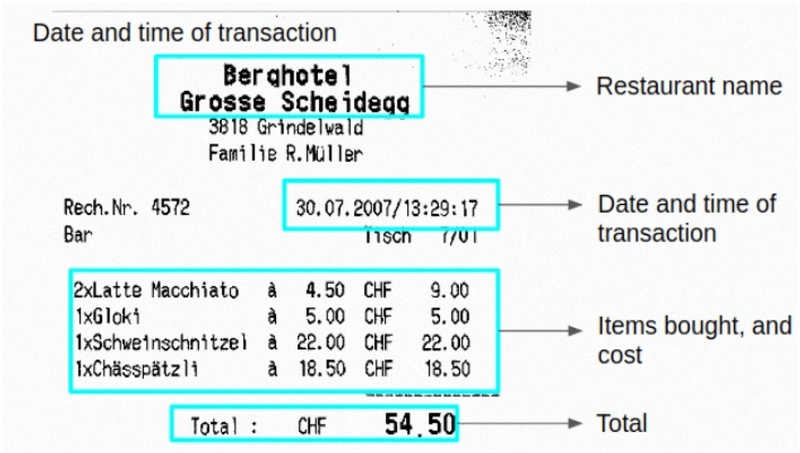 Date and time of transaction
Berghotel
Grosse Scheidegg
Restaurant name
3818 Grindelwald
Familie R.Müller
Rech.Nr. 4572 30.07.2007/13:29:17
Date and time of
transaction
Bar Tisch 7/01
2xLatte Macchiato à 4.50 CHF 9.00
1xGloki à 5.00 CHF 5.00
1xSchweinschnitzel à 22.00 CHF 22.00
1xChässpätzli à 18.50 CHF 18.50
Items bought, and
cost
Total : CHF 54.50
Total